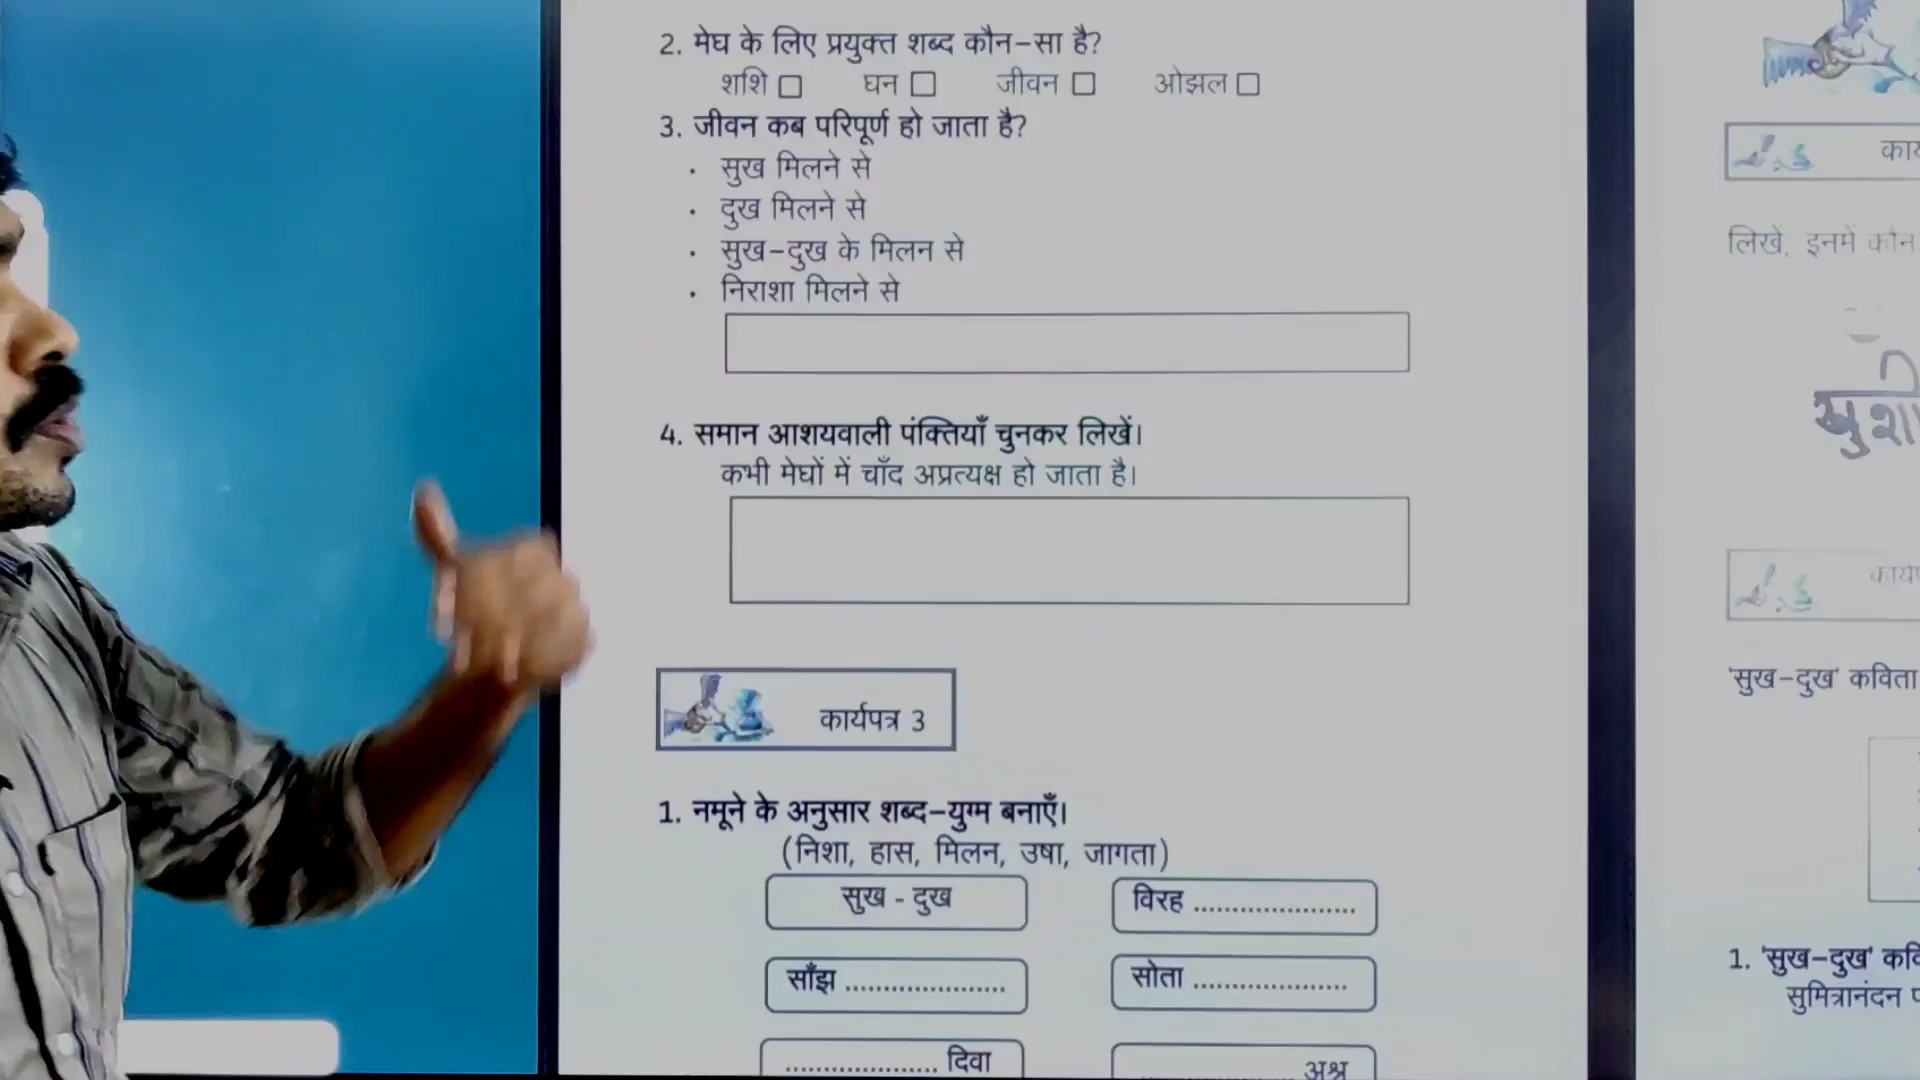 2. मेघ के लिए प्रयुक्त शब्द कौन-सा है?
शशि □ घन □ जीवन □ ओझल □
3. जीवन कब परिपूर्ण हो जाता है?
· सुख मिलने से
· दुख मिलने से
· सुख-दुख के मिलन से
· निराशा मिलने से
4. समान आशयवाली पंक्तियाँ चुनकर लिखें।
कभी मेघों में चाँद अप्रत्यक्ष हो जाता है।
कार्यपत्र 3
1. नमूने के अनुसार शब्द-युग्म बनाएँ।
(निशा, हास, मिलन, उषा, जागता)
सुख - दुख
विरह .....................
साँझ .....................
सोता ....................
.................... दिवा
लिखें, इनमें कौन
'सुख-दुख' कविता
1. 'सुख-दुख'
सुमित्रानंदन